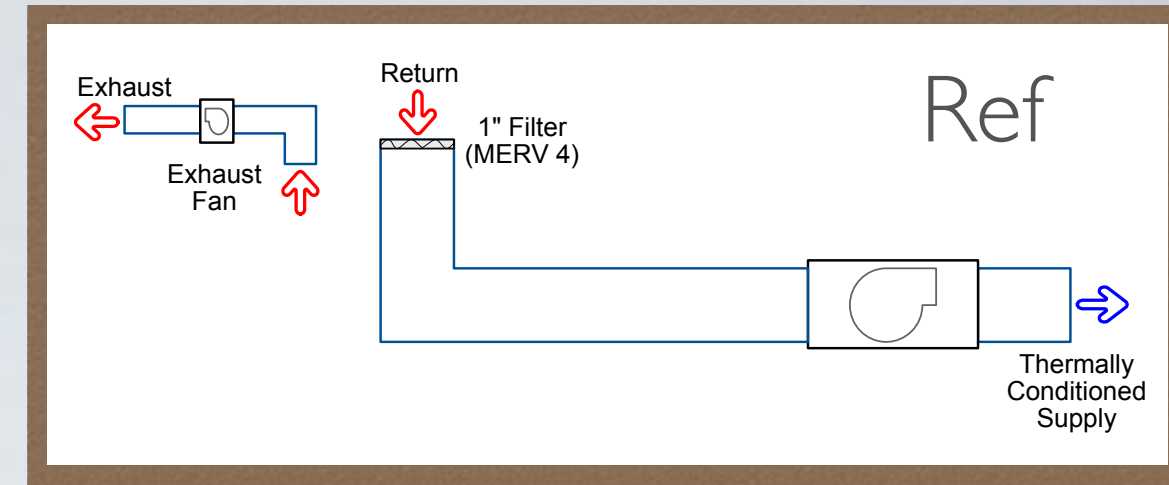 Exhaust
Exhaust
Fan
Return
1" Filter
(MERV 4)
Ref
Thermally
Conditioned
Supply